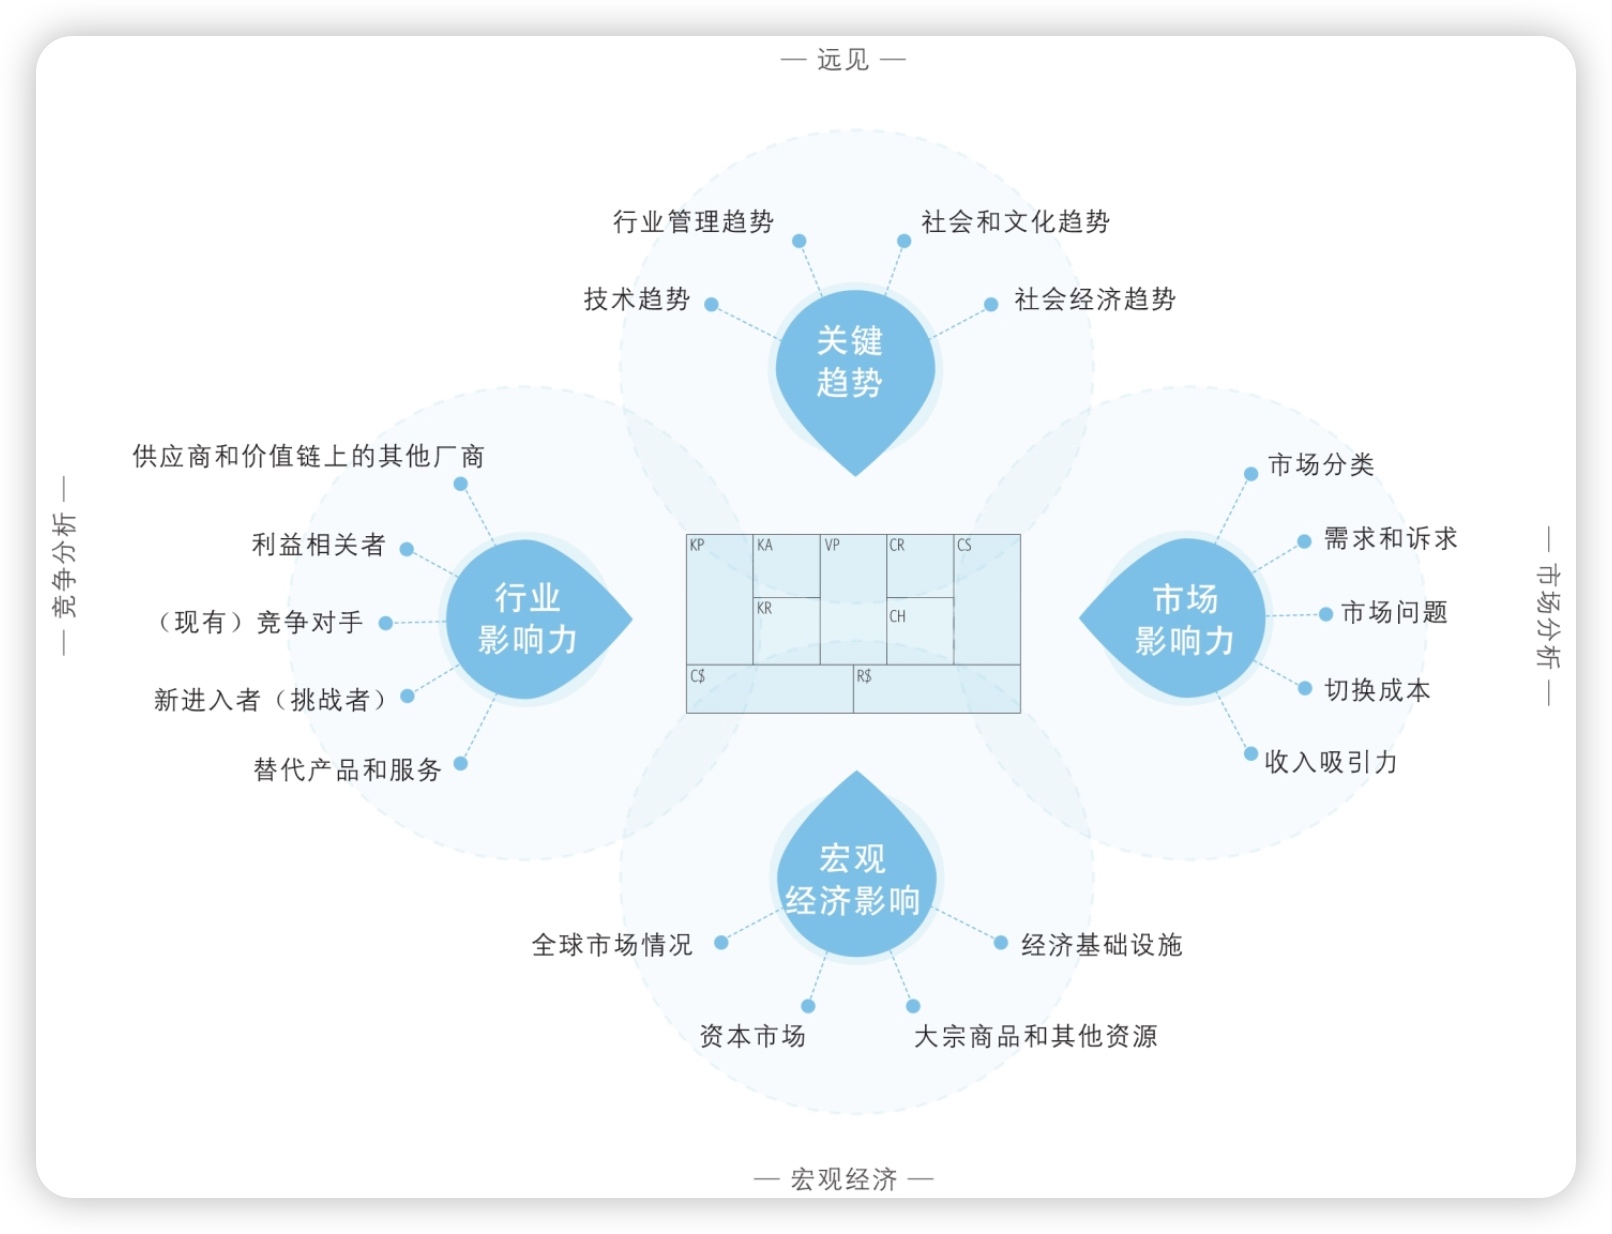 — 远见 —
行业管理趋势
社会和文化趋势
技术趋势
社会经济趋势
关键
趋势
— 竞争分析 —
供应商和价值链上的其他厂商
利益相关者
（现有）竞争对手
新进入者（挑战者）
替代产品和服务
行业
影响力
KP
KA
VP
CR
CS
KR
CH
C$
R$
市场
影响力
市场分类
需求和诉求
市场问题
切换成本
收入吸引力
— 市场分析 —
宏观
经济影响
全球市场情况
经济基础设施
资本市场
大宗商品和其他资源
— 宏观经济 —